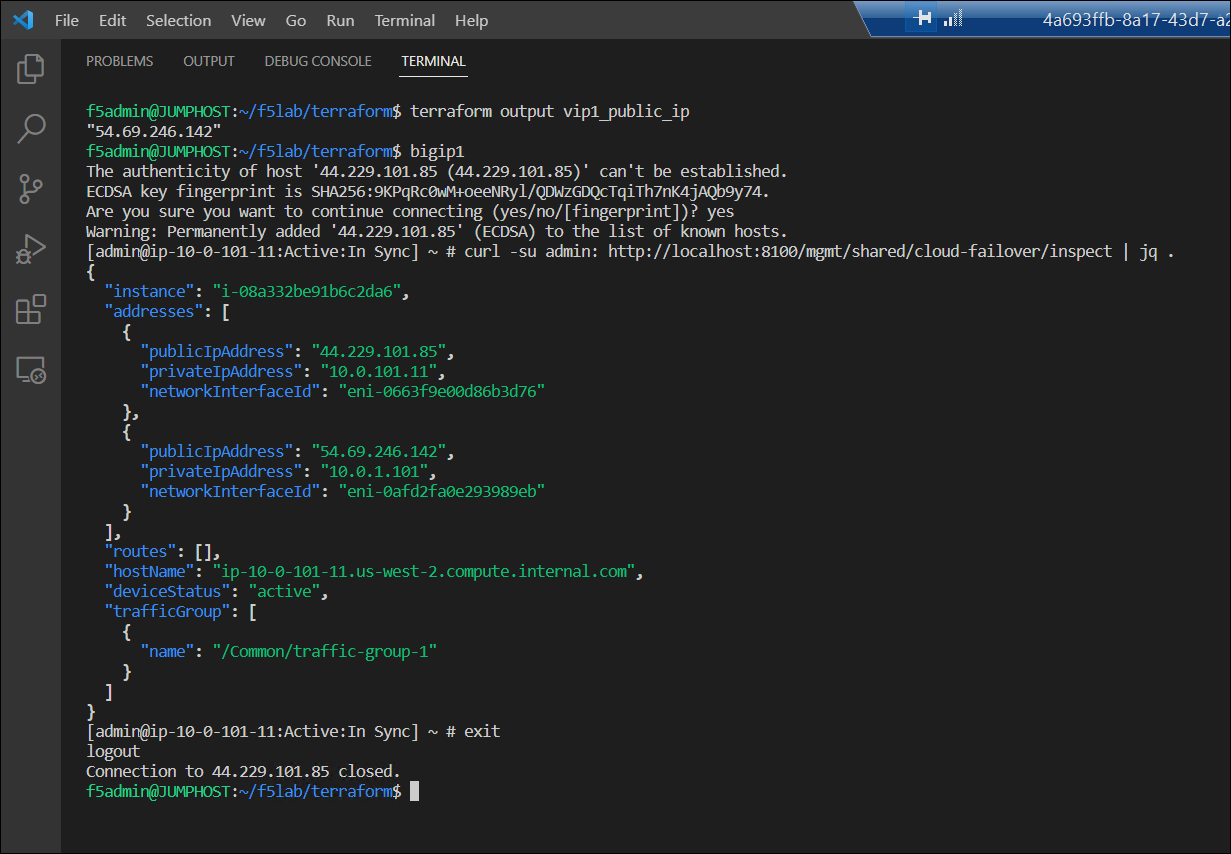 File Edit Selection View Go Run Terminal Help
4a693ffb-8a17-43d7-a2
PROBLEMS OUTPUT DEBUG CONSOLE TERMINAL
f5admin@JUMPHOST:~/f5lab/terraform$ terraform output vip1_public_ip
"54.69.246.142"
f5admin@JUMPHOST:~/f5lab/terraform$ bigip1
The authenticity of host '44.229.101.85 (44.229.101.85)' can't be established.
ECDSA key fingerprint is SHA256:9KPqRc0wM+oeeNRyl/QDWzGDQcTqiTh7nK4jAQb9y74.
Are you sure you want to continue connecting (yes/no/[fingerprint])? yes
Warning: Permanently added '44.229.101.85' (ECDSA) to the list of known hosts.
[admin@ip-10-0-101-11:Active:In Sync] ~ # curl -su admin: http://localhost:8100/mgmt/shared/cloud-failover/inspect | jq .
{
  "instance": "i-08a332be91b6c2da6",
  "addresses": [
    {
      "publicIpAddress": "44.229.101.85",
      "privateIpAddress": "10.0.101.11",
      "networkInterfaceId": "eni-0663f9e00d86b3d76"
    },
    {
      "publicIpAddress": "54.69.246.142",
      "privateIpAddress": "10.0.1.101",
      "networkInterfaceId": "eni-0afd2fa0e293989eb"
    }
  ],
  "routes": [],
  "hostName": "ip-10-0-101-11.us-west-2.compute.internal.com",
  "deviceStatus": "active",
  "trafficGroup": [
    {
      "name": "/Common/traffic-group-1"
    }
  ]
}
[admin@ip-10-0-101-11:Active:In Sync] ~ # exit
logout
Connection to 44.229.101.85 closed.
f5admin@JUMPHOST:~/f5lab/terraform$